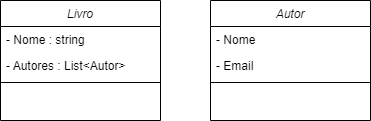 Livro
- Nome : string
- Autores : List<Autor>
Autor
- Nome
- Email